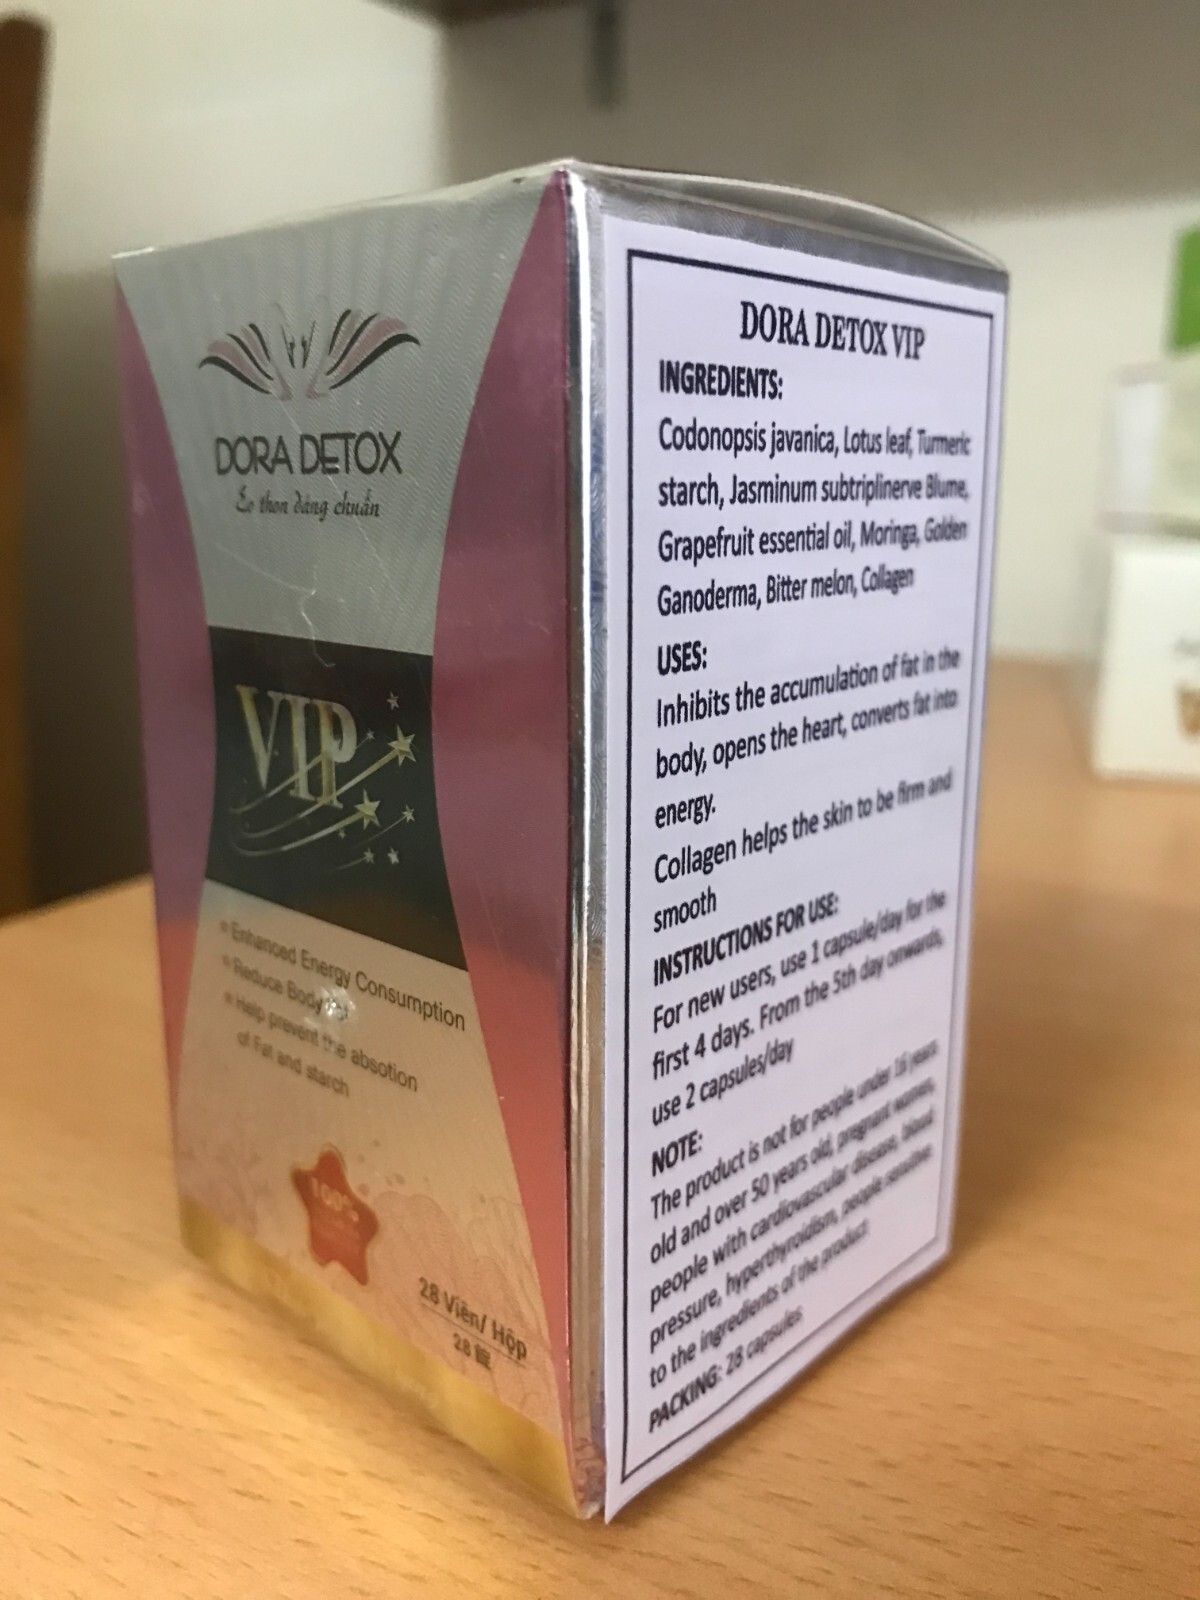 DORA DETOX
Eo thon dáng chuẩn
VIP
Enhanced Energy Consumption
Reduce Body Fat
Help prevent the absotion
of Fat and starch
100%
28 Viên/ Hộp
28
DORA DETOX VIP
INGREDIENTS:
Codonopsis javanica, Lotus leaf, Turmeric
starch, Jasminum subtriplinerve Blume,
Grapefruit essential oil, Moringa, Golden
Ganoderma, Bitter melon, Collagen
USES:
Inhibits the accumulation of fat in the
body, opens the heart, converts fat into
energy.
Collagen helps the skin to be firm and
smooth
INSTRUCTIONS FOR USE:
For new users, use 1 capsule/day for the
first 4 days. From the 5th day onwards,
use 2 capsules/day
NOTE:
The product is not for people under 16 years
old and over 50 years old, pregnant women,
people with cardiovascular disease, blood
pressure, hyperthyroidism, people sensitive
to the ingredients of the product
PACKING: 28 capsules